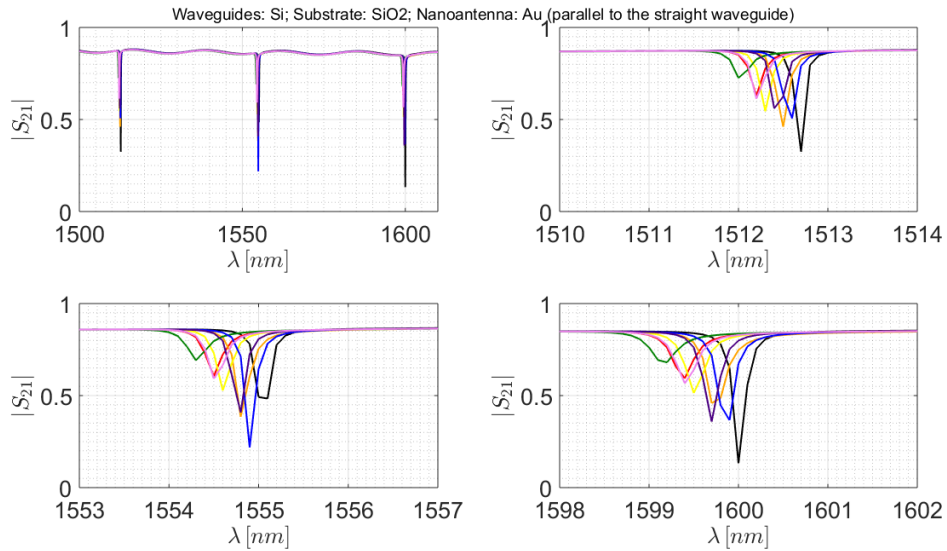 Waveguides: Si; Substrate: SiO2; Nanoantenna: Au (parallel to the straight waveguide)
1
0.5
0
|S21|
1500 1550 1600
λ [nm]
1
0.5
0
|S21|
1510 1511 1512 1513 1514
λ [nm]
1
0.5
0
|S21|
1553 1554 1555 1556 1557
λ [nm]
1
0.5
0
|S21|
1598 1599 1600 1601 1602
λ [nm]